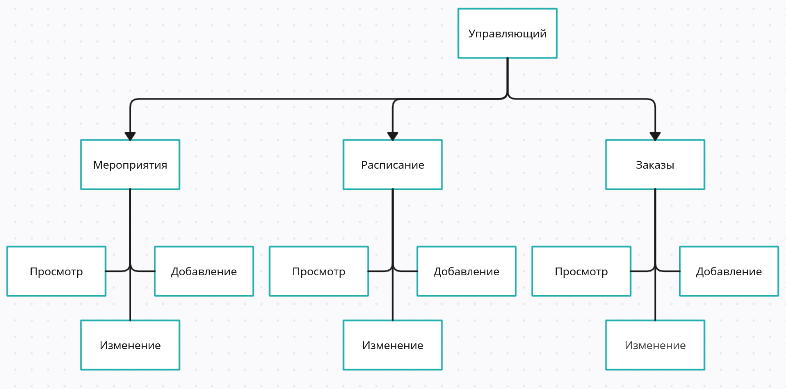 Управляющий
Мероприятия
Расписание
Заказы
Просмотр
Добавление
Просмотр
Добавление
Просмотр
Добавление
Изменение
Изменение
Изменение